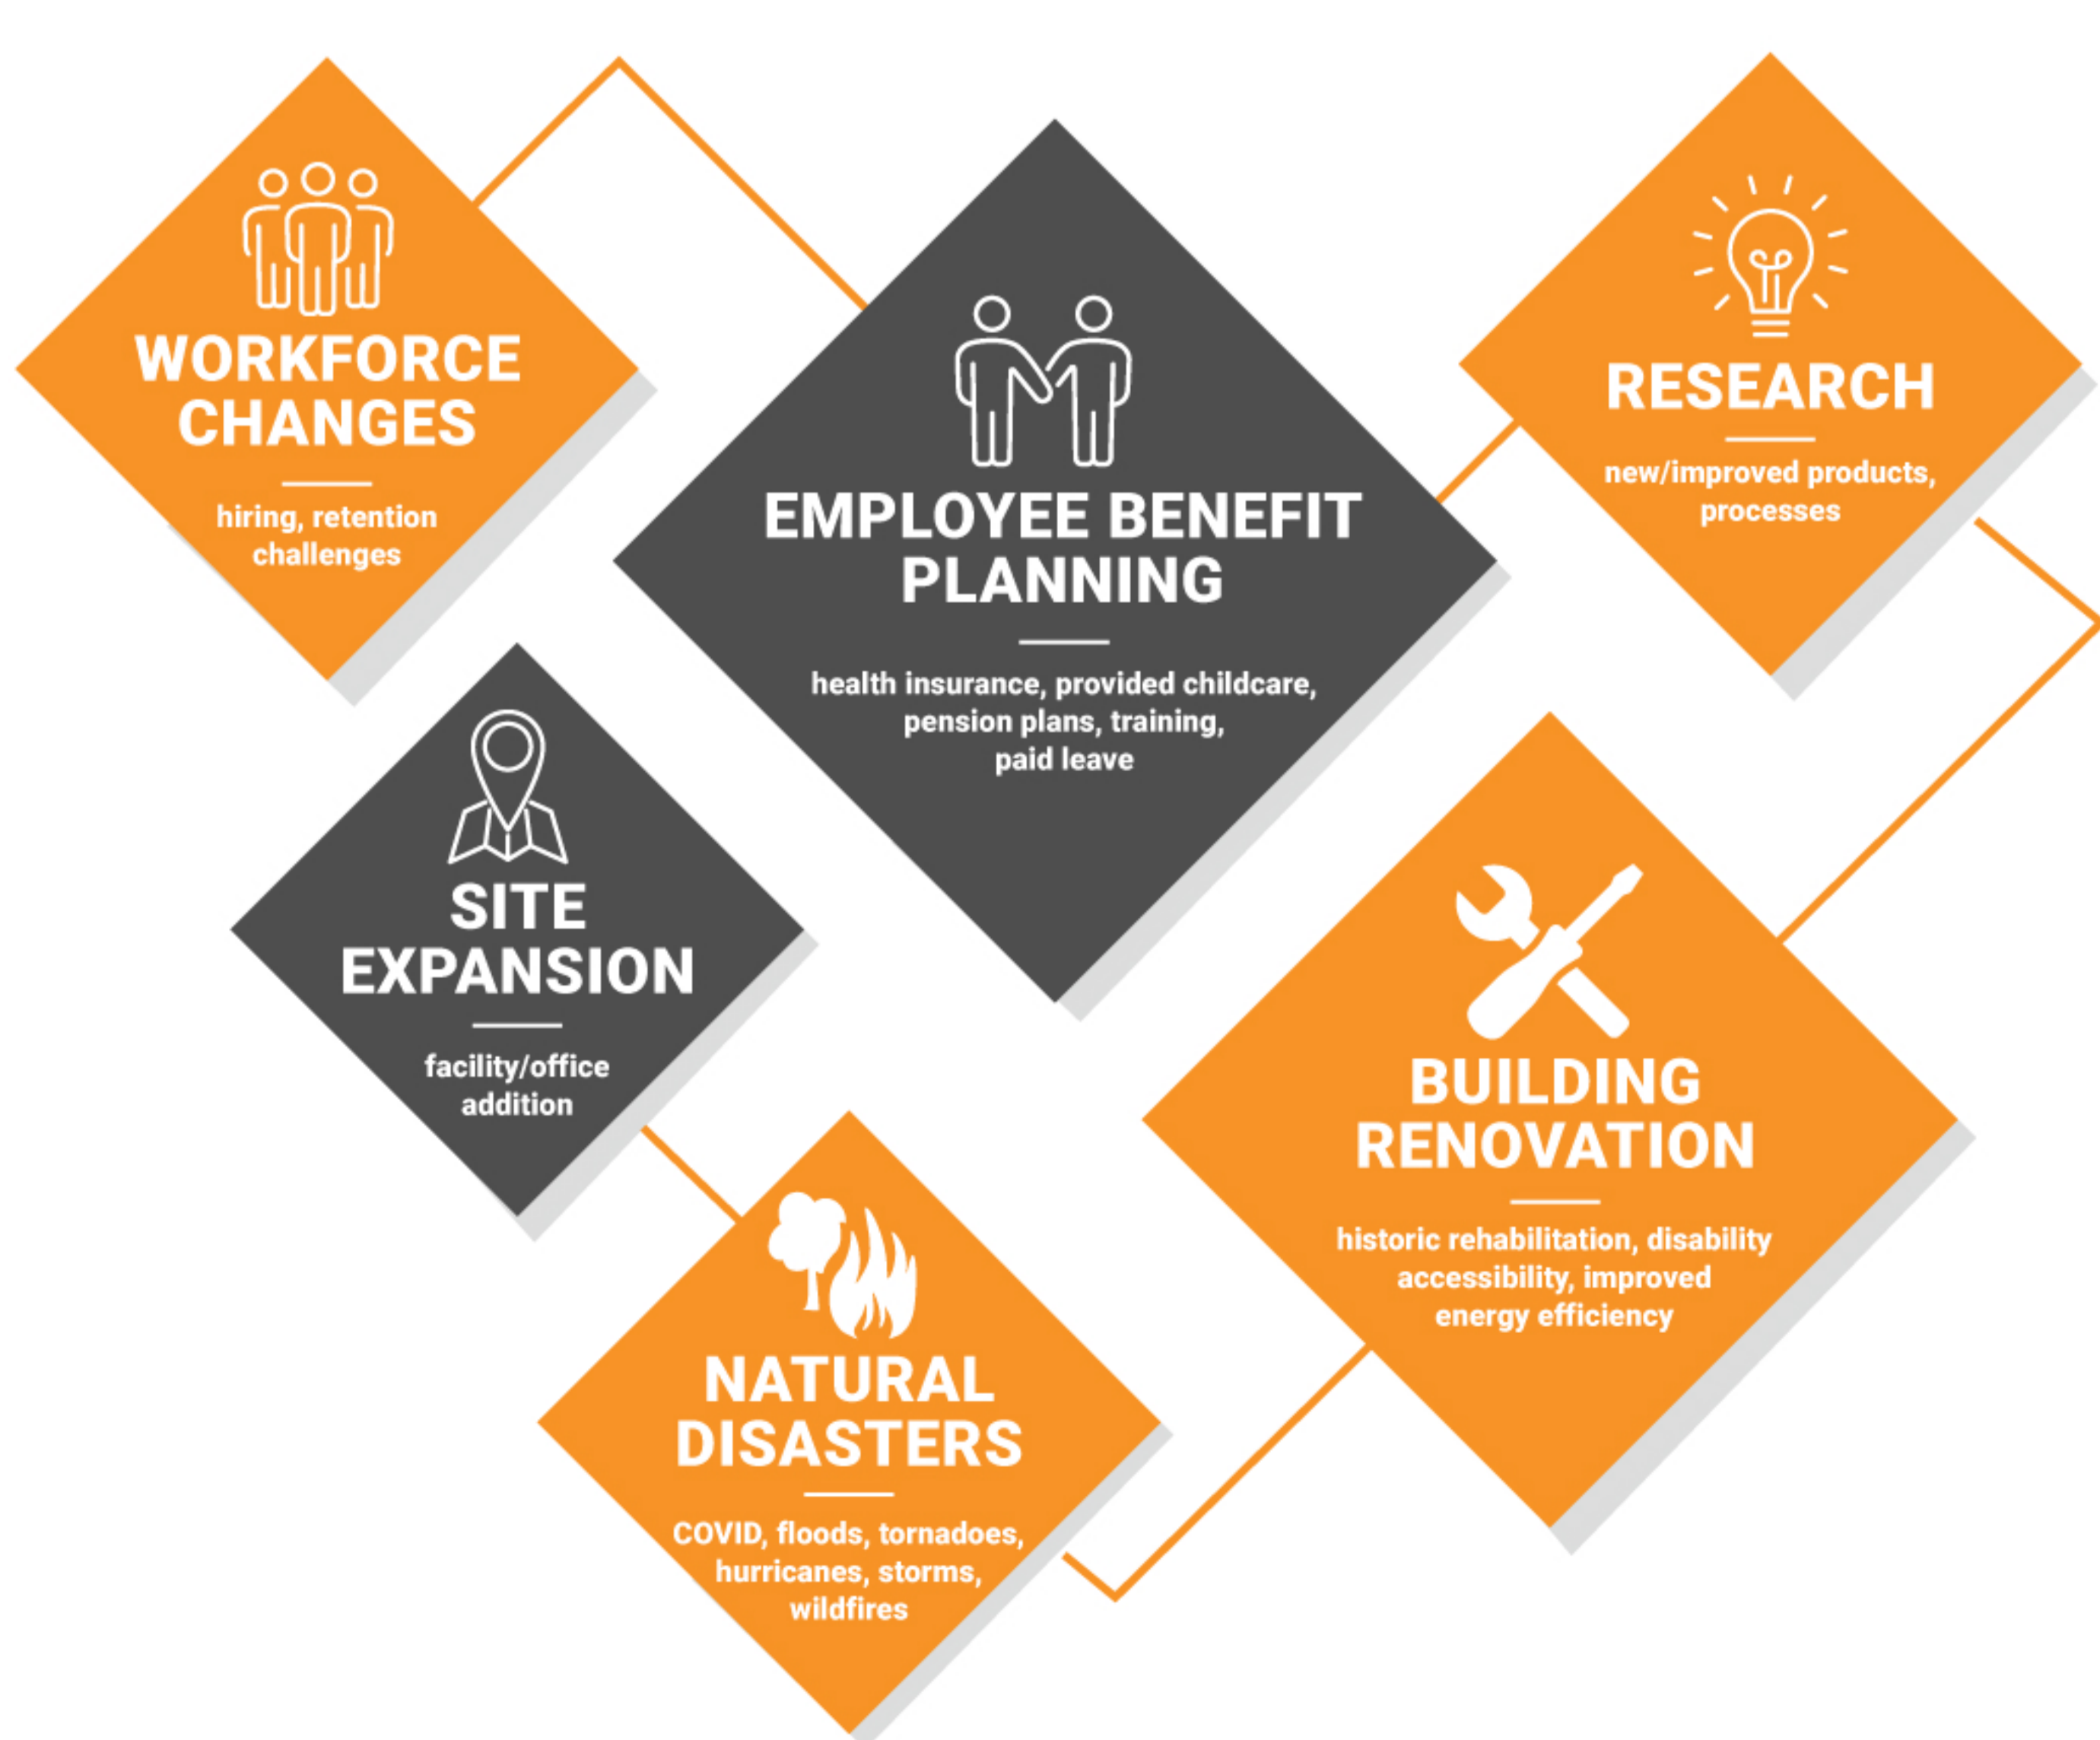 WORKFORCE
CHANGES
hiring, retention
challenges
EMPLOYEE BENEFIT
PLANNING
health insurance, provided childcare,
pension plans, training,
paid leave
RESEARCH
new/improved products,
processes
SITE
EXPANSION
facility/office
addition
BUILDING
RENOVATION
historic rehabilitation, disability
accessibility, improved
energy efficiency
NATURAL
DISASTERS
COVID, floods, tornadoes,
hurricanes, storms,
wildfires